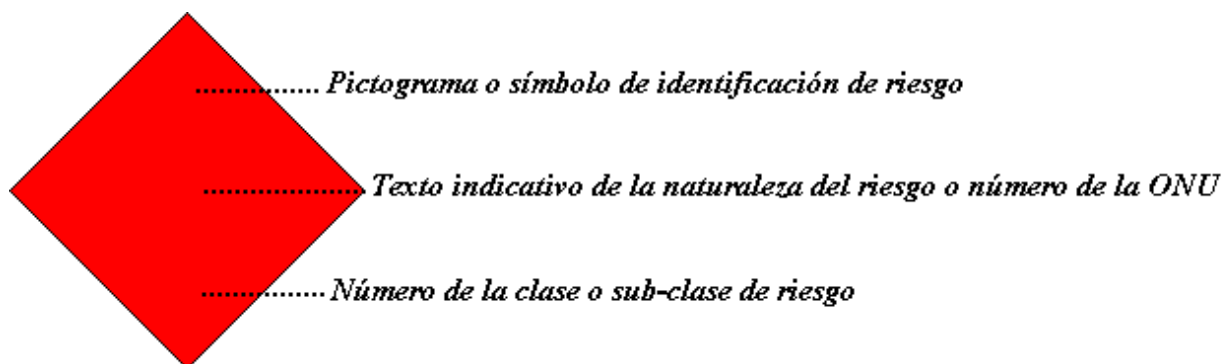 Pictograma o símbolo de identificación de riesgo
Texto indicativo de la naturaleza del riesgo o número de la ONU
Número de la clase o sub-clase de riesgo